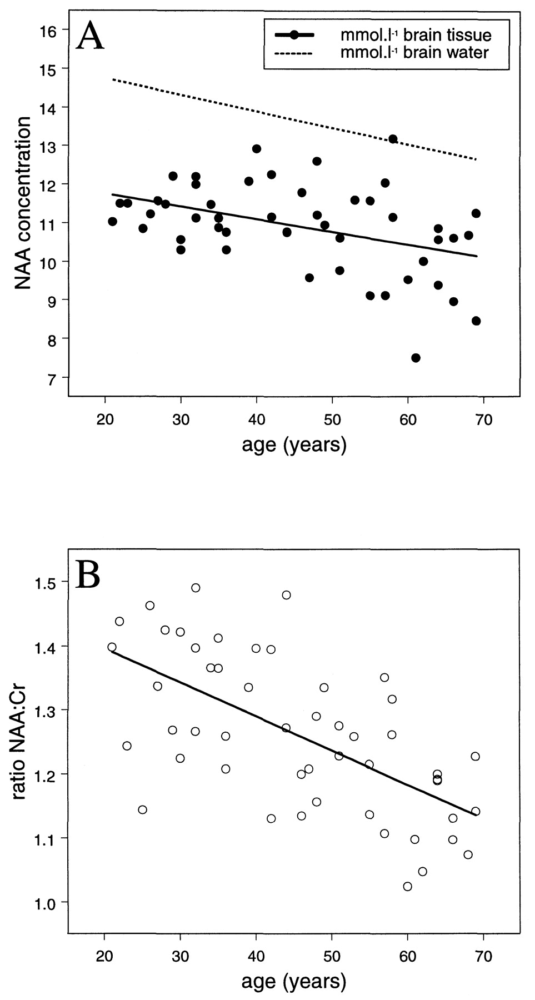 A
mmol.l-1 brain tissue
mmol.l-1 brain water
16
15
14
13
12
11
10
9
8
7
NAA concentration
20 30 40 50 60 70
age (years)
B
1.5
1.4
1.3
1.2
1.1
1.0
ratio NAA:Cr
20 30 40 50 60 70
age (years)